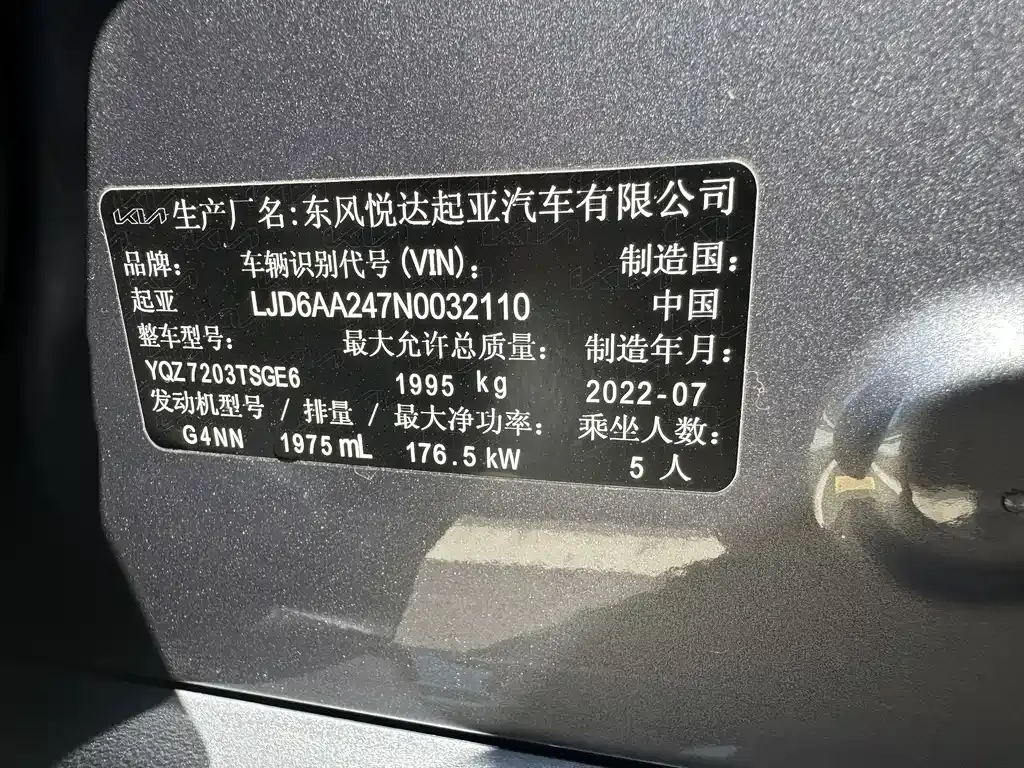 KIA 生产厂名:东风悦达起亚汽车有限公司
品牌: 车辆识别代号(VIN): 制造国:
起亚 LJD6AA247N0032110 中国
整车型号: 最大允许总质量: 制造年月:
YQZ7203TSGE6 1995 kg 2022-07
发动机型号 / 排量 / 最大净功率: 乘坐人数:
G4NN 1975 mL 176.5 kW 5 人